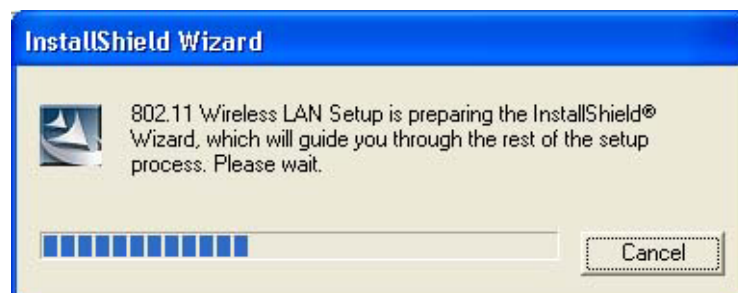 InstallShield Wizard
802.11 Wireless LAN Setup is preparing the InstallShield®
Wizard, which will guide you through the rest of the setup
process. Please wait.
Cancel